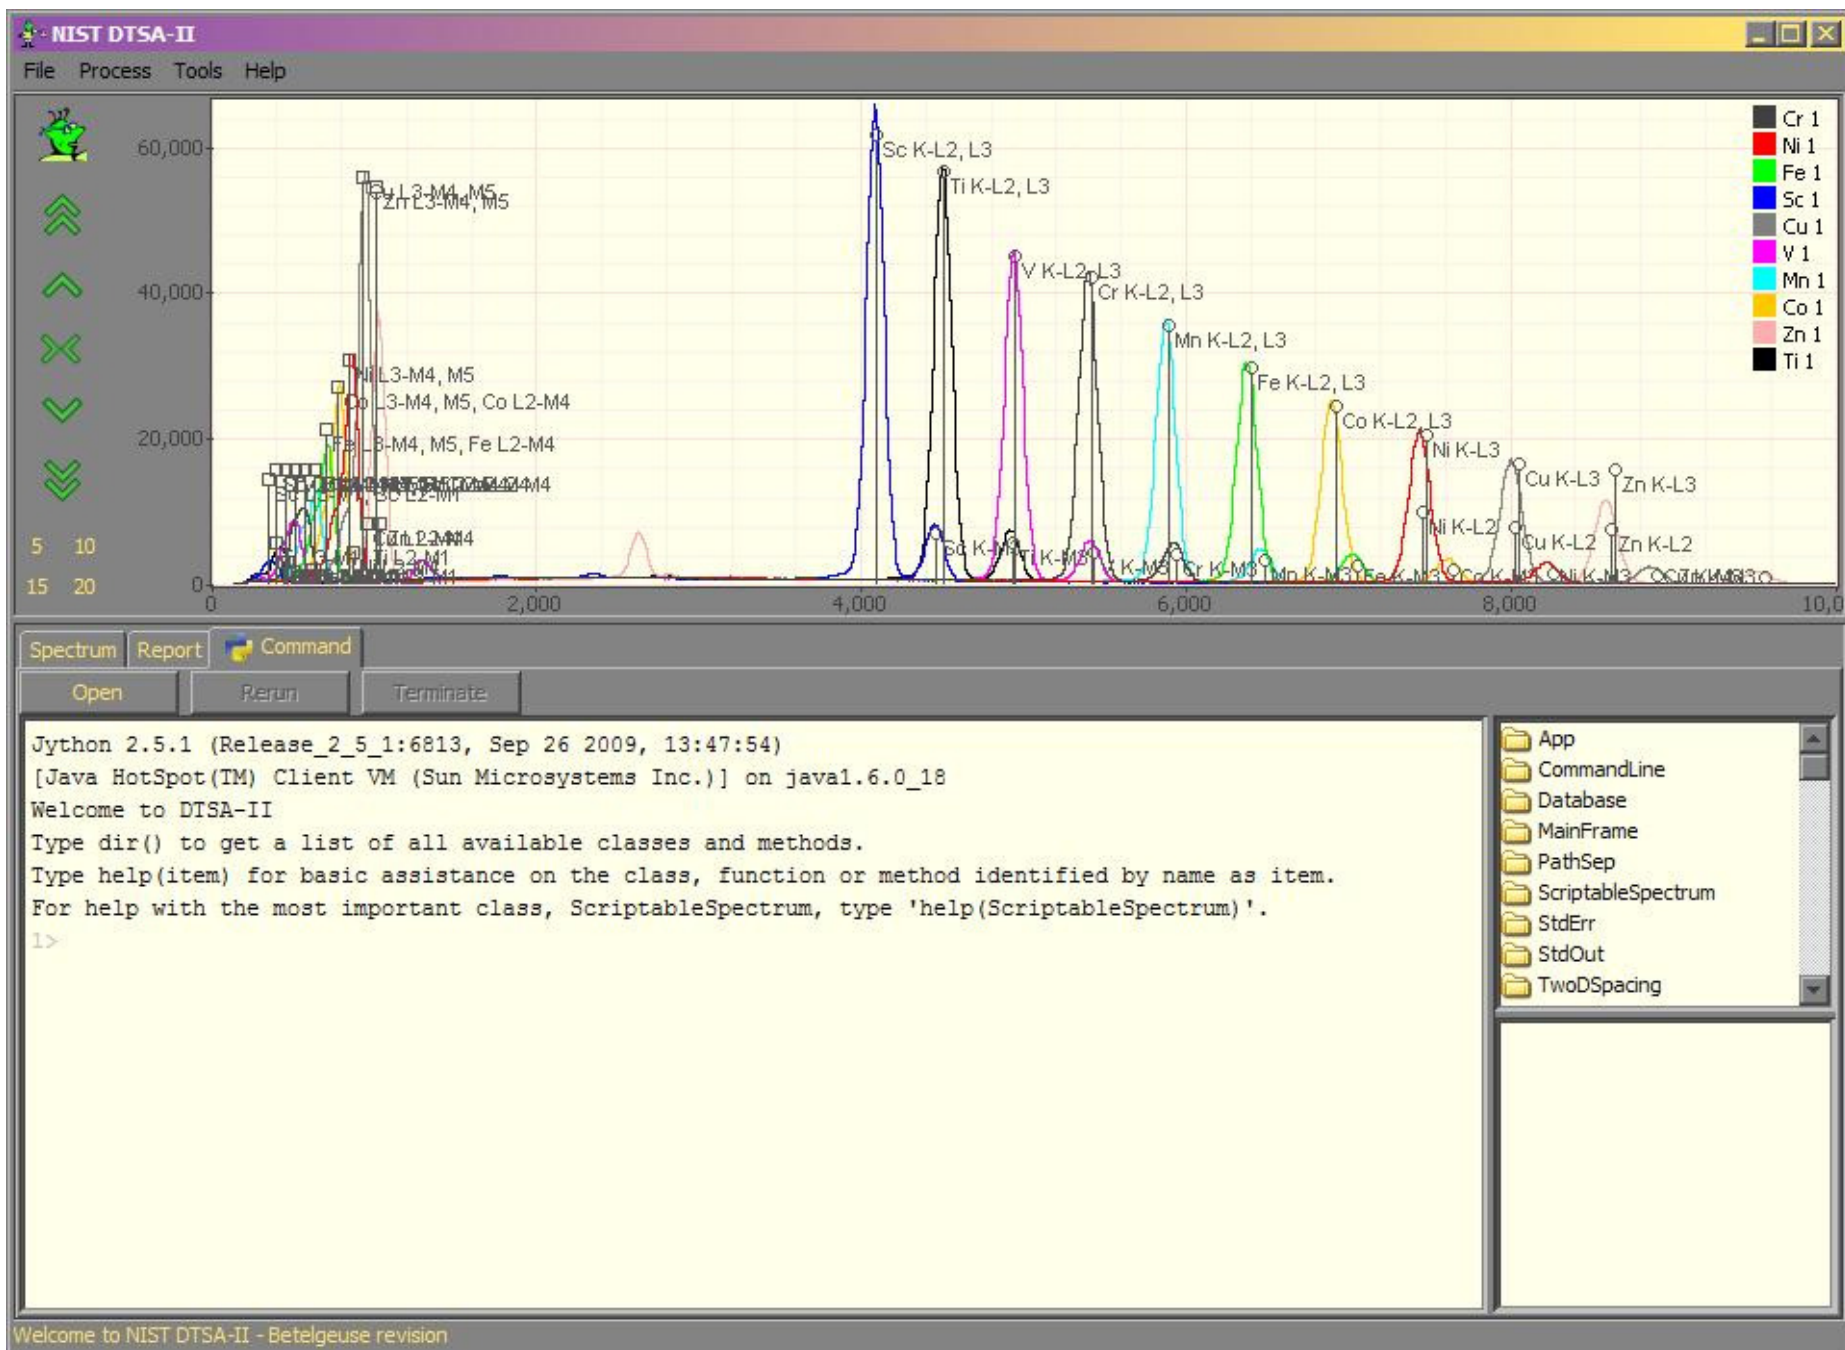 NIST DTSA-II
File Process Tools Help
60,000
40,000
20,000
0
0 2,000 4,000 6,000 8,000 10,0
Sc K-L2, L3
Ti K-L2, L3
V K-L2, L3
Cr K-L2, L3
Mn K-L2, L3
Fe K-L2, L3
Co K-L2, L3
Ni K-L3
Cu K-L3
Zn K-L3
Ni K-L2
Cu K-L2
Zn K-L2
Zn L3-M4, M5
Ni L3-M4, M5
Co L3-M4, M5, Co L2-M4
Fe L3-M4, M5, Fe L2-M4
Ti L2-M1
Cr 1
Ni 1
Fe 1
Sc 1
Cu 1
V 1
Mn 1
Co 1
Zn 1
Ti 1
5 10
15 20
Spectrum Report Command
Open Rerun Terminate
Jython 2.5.1 (Release_2_5_1:6813, Sep 26 2009, 13:47:54)
[Java HotSpot(TM) Client VM (Sun Microsystems Inc.)] on java1.6.0_18
Welcome to DTSA-II
Type dir() to get a list of all available classes and methods.
Type help(item) for basic assistance on the class, function or method identified by name as item.
For help with the most important class, ScriptableSpectrum, type 'help(ScriptableSpectrum)'.
1>
App
CommandLine
Database
MainFrame
PathSep
ScriptableSpectrum
StdErr
StdOut
TwoDSpacing
Welcome to NIST DTSA-II - Betelgeuse revision